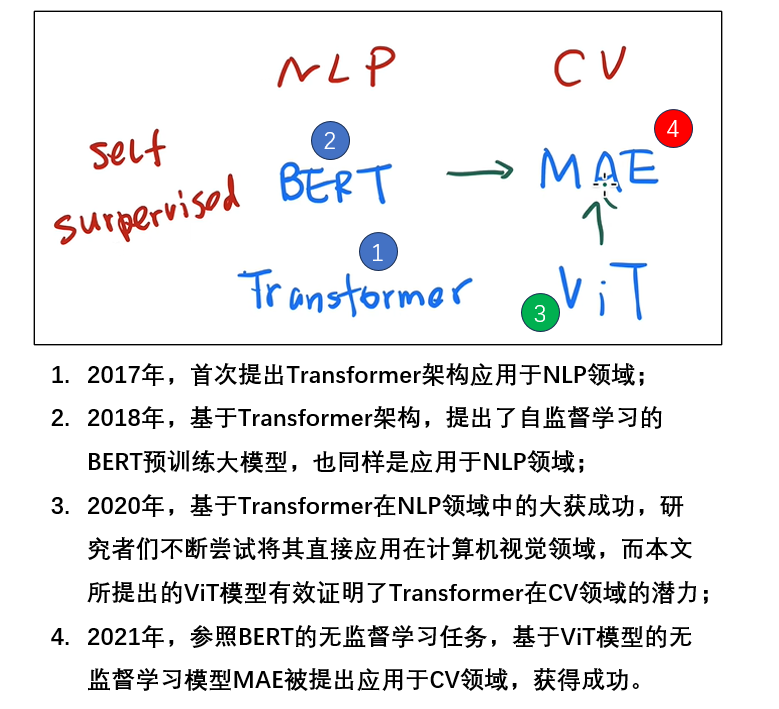 NLP CV
self
surpervised
2
BERT → MAE
4
1
Transformer
3
ViT
1. 2017年，首次提出Transformer架构应用于NLP领域；
2. 2018年，基于Transformer架构，提出了自监督学习的
BERT预训练大模型，也同样是应用于NLP领域；
3. 2020年，基于Transformer在NLP领域中的大获成功，研
究者们不断尝试将其直接应用在计算机视觉领域，而本文
所提出的ViT模型有效证明了Transformer在CV领域的潜力；
4. 2021年，参照BERT的无监督学习任务，基于ViT模型的无
监督学习模型MAE被提出应用于CV领域，获得成功。